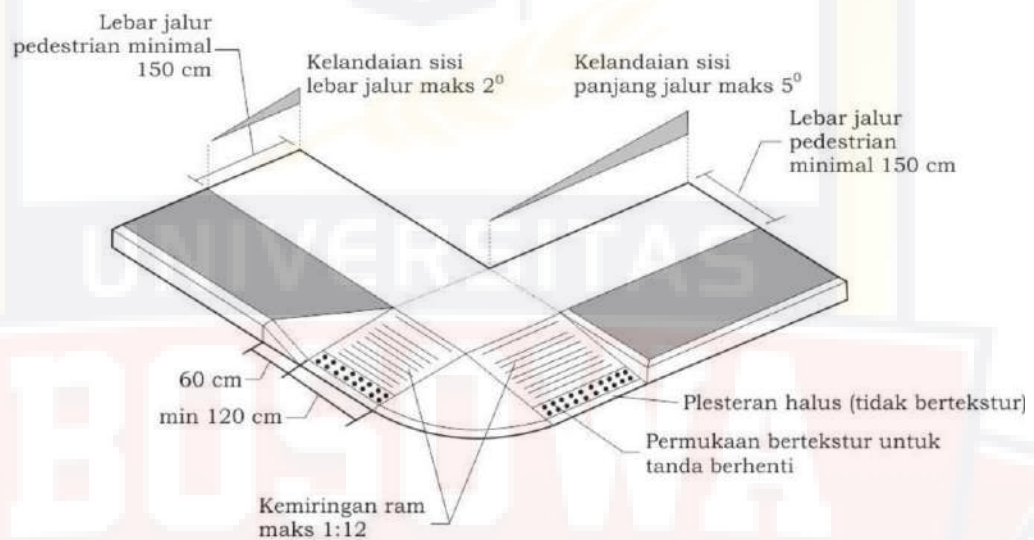 Lebar jalur
pedestrian minimal
150 cm
Kelandaian sisi
lebar jalur maks 2⁰
Kelandaian sisi
panjang jalur maks 5⁰
Lebar jalur
pedestrian
minimal 150 cm
UNIVERSITAS
60 cm
min 120 cm
Plesteran halus (tidak bertekstur)
Permukaan bertekstur untuk
tanda berhenti
Kemiringan ram
maks 1:12
BOSOWA